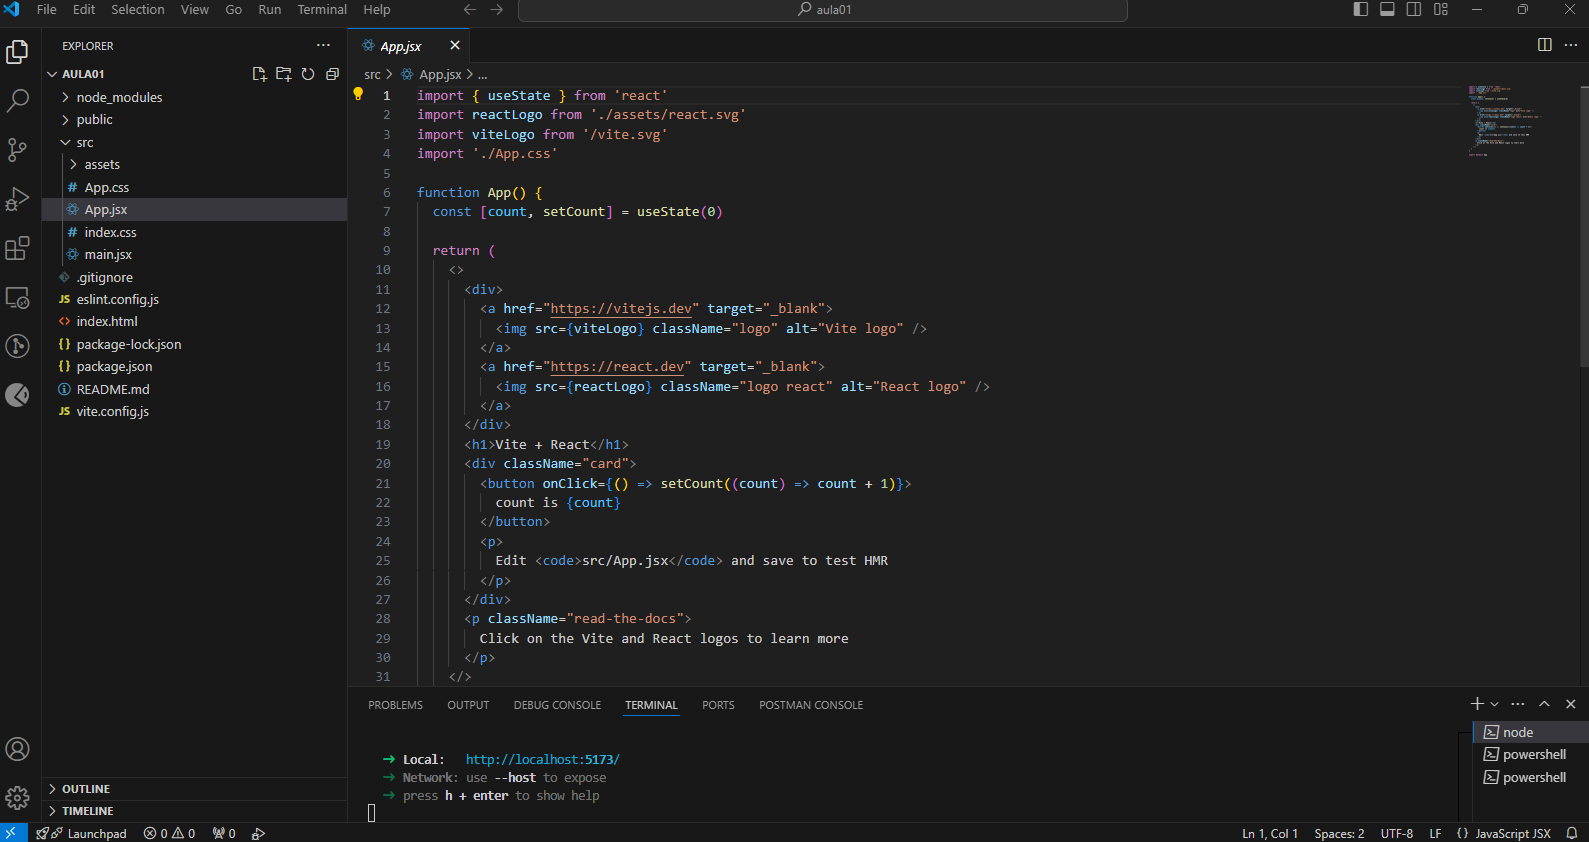 File Edit Selection View Go Run Terminal Help
aula01
EXPLORER
AULA01
node_modules
public
src
assets
# App.css
App.jsx
# index.css
main.jsx
.gitignore
JS eslint.config.js
<> index.html
{} package-lock.json
{} package.json
README.md
JS vite.config.js
OUTLINE
TIMELINE
App.jsx
src > App.jsx > ...
1 import { useState } from 'react'
2 import reactLogo from './assets/react.svg'
3 import viteLogo from '/vite.svg'
4 import './App.css'
5
6 function App() {
7   const [count, setCount] = useState(0)
8
9   return (
10     <>
11       <div>
12         <a href="https://vitejs.dev" target="_blank">
13           <img src={viteLogo} className="logo" alt="Vite logo" />
14         </a>
15         <a href="https://react.dev" target="_blank">
16           <img src={reactLogo} className="logo react" alt="React logo" />
17         </a>
18       </div>
19       <h1>Vite + React</h1>
20       <div className="card">
21         <button onClick={() => setCount((count) => count + 1)}>
22           count is {count}
23         </button>
24         <p>
25           Edit <code>src/App.jsx</code> and save to test HMR
26         </p>
27       </div>
28       <p className="read-the-docs">
29         Click on the Vite and React logos to learn more
30       </p>
31     </>
PROBLEMS OUTPUT DEBUG CONSOLE TERMINAL PORTS POSTMAN CONSOLE
➜ Local: http://localhost:5173/
➜ Network: use --host to expose
➜ press h + enter to show help
node
powershell
powershell
Launchpad 0 0 0
Ln 1, Col 1 Spaces: 2 UTF-8 LF {} JavaScript JSX